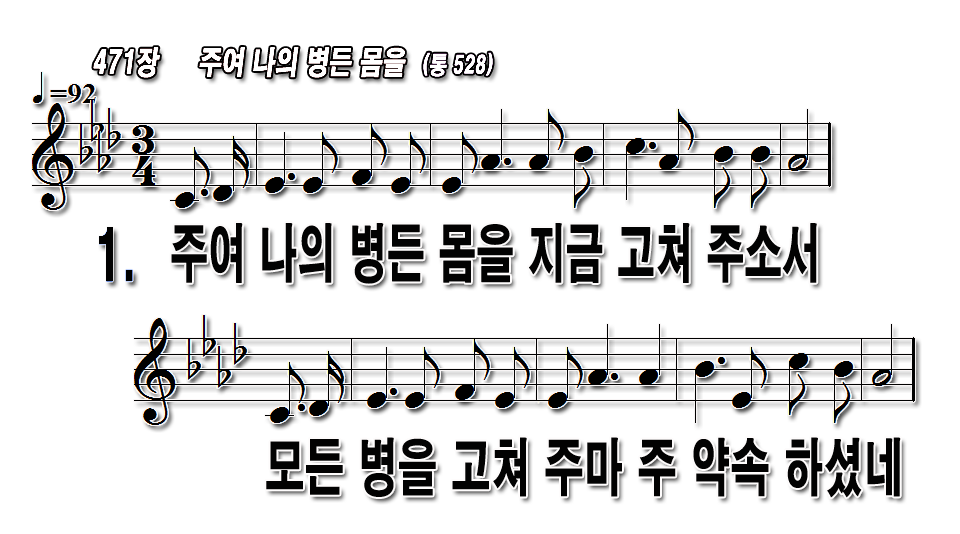 471장 주여 나의 병든 몸을 (통 528)
♩=92
3
4
1. 주여 나의 병든 몸을 지금 고쳐 주소서
모든 병을 고쳐 주마 주 약속 하셨네